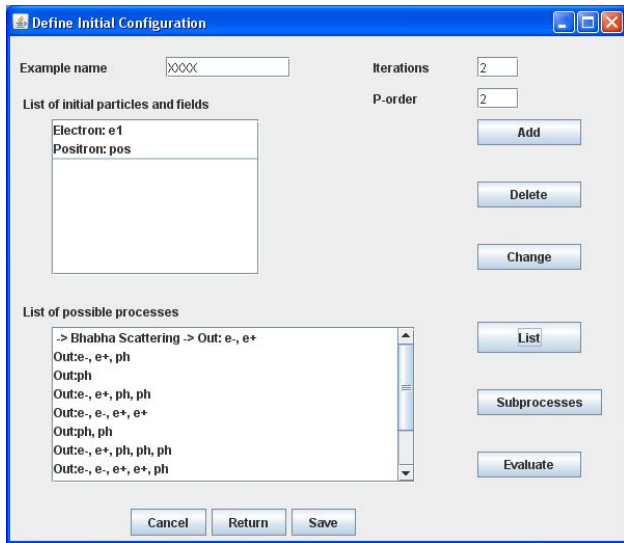 Define Initial Configuration
Example name XXXX Iterations 2
P-order 2
List of initial particles and fields
Electron: e1
Positron: pos
Add
Delete
Change
List of possible processes
-> Bhabha Scattering -> Out: e-, e+
Out:e-, e+, ph
Out:ph
Out:e-, e+, ph, ph
Out:e-, e-, e+, e+
Out:ph, ph
Out:e-, e+, ph, ph, ph
Out:e-, e-, e+, e+, ph
List
Subprocesses
Evaluate
Cancel Return Save